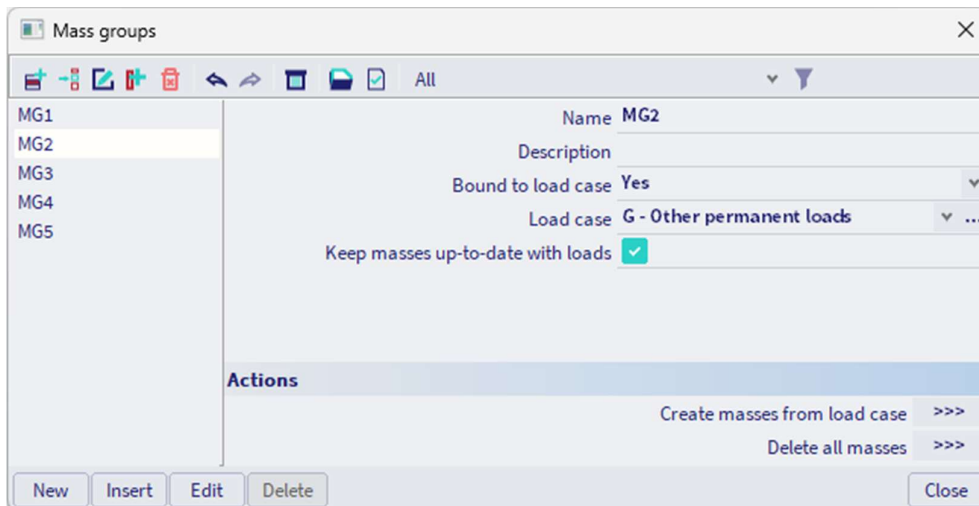 Mass groups
All
MG1
MG2
MG3
MG4
MG5
Name MG2
Description
Bound to load case Yes
Load case G - Other permanent loads ...
Keep masses up-to-date with loads
Actions
Create masses from load case >>>
Delete all masses >>>
New Insert Edit Delete Close